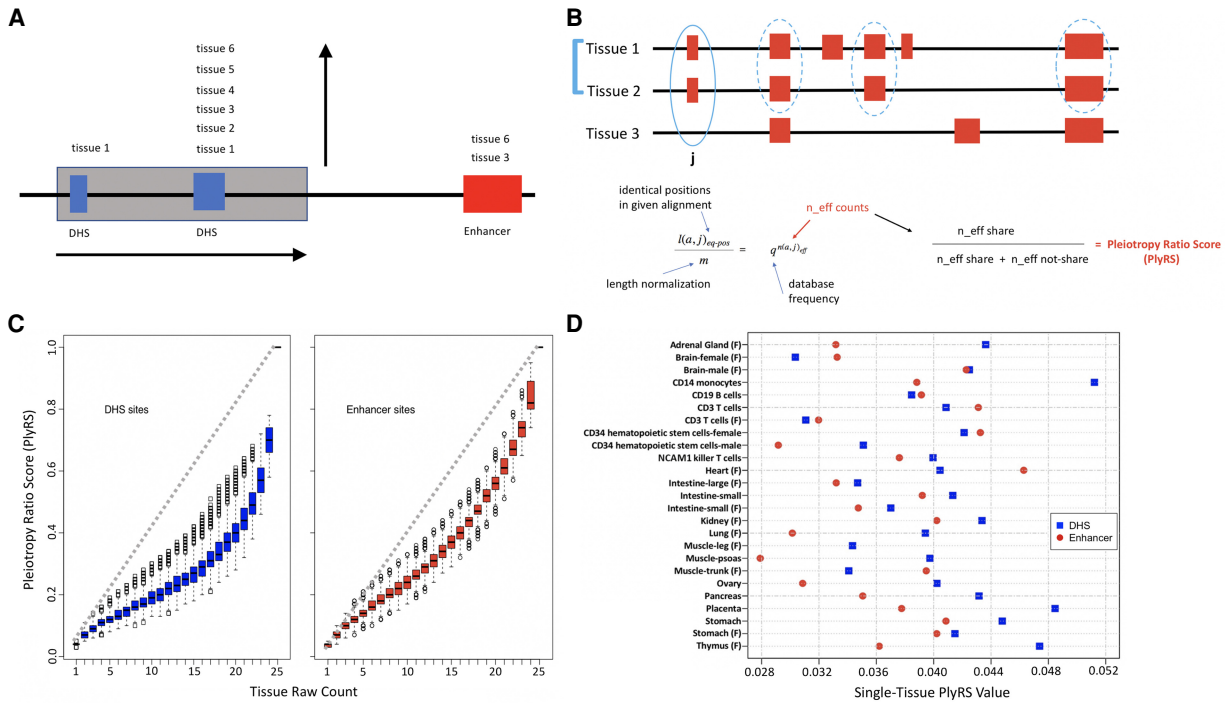 A
tissue 6
tissue 5
tissue 4
tissue 3
tissue 2
tissue 1
tissue 1
tissue 6
tissue 3
DHS
DHS
Enhancer
B
Tissue 1
Tissue 2
Tissue 3
j
identical positions
in given alignment
n_eff counts
l(a,j)eq-pos
m
=
q^n(a,j)eff
length normalization
database
frequency
n_eff share
n_eff share + n_eff not-share
= Pleiotropy Ratio Score
(PlyRS)
C
Pleiotropy Ratio Score (PlyRS)
0.0
0.2
0.4
0.6
0.8
1.0
DHS sites
Enhancer sites
1 5 10 15 20 25
1 5 10 15 20 25
Tissue Raw Count
D
Adrenal Gland (F)
Brain-female (F)
Brain-male (F)
CD14 monocytes
CD19 B cells
CD3 T cells
CD3 T cells (F)
CD34 hematopoietic stem cells-female
CD34 hematopoietic stem cells-male
NCAM1 killer T cells
Heart (F)
Intestine-large (F)
Intestine-small
Intestine-small (F)
Kidney (F)
Lung (F)
Muscle-leg (F)
Muscle-psoas
Muscle-trunk (F)
Ovary
Pancreas
Placenta
Stomach
Stomach (F)
Thymus (F)
DHS
Enhancer
0.028 0.032 0.036 0.040 0.044 0.048 0.052
Single-Tissue PlyRS Value